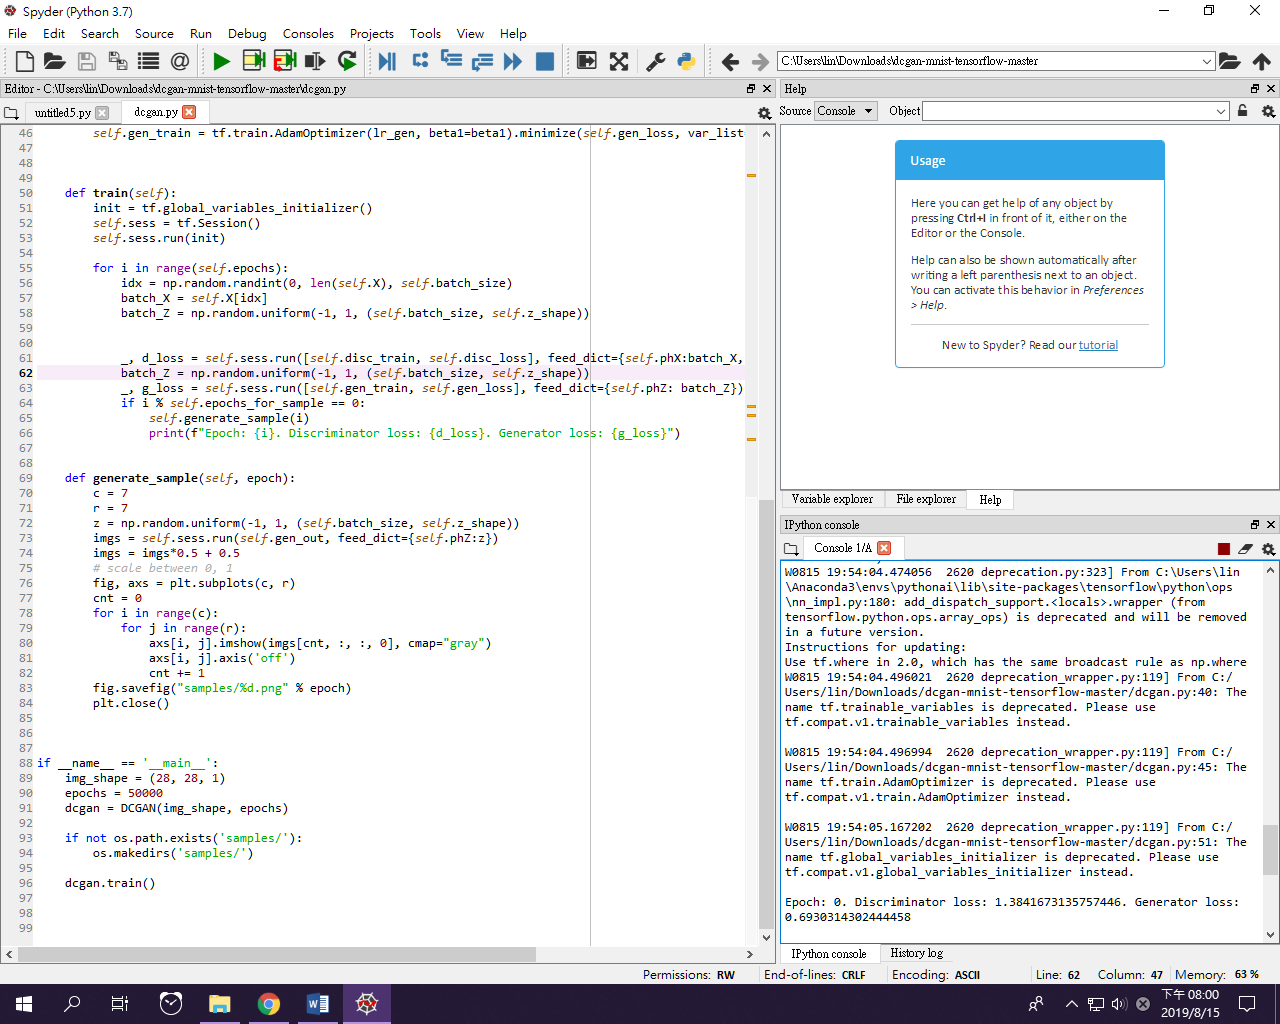 Spyder (Python 3.7)
File Edit Search Source Run Debug Consoles Projects Tools View Help
C:\Users\lin\Downloads\dcgan-mnist-tensorflow-master
Editor - C:\Users\lin\Downloads\dcgan-mnist-tensorflow-master\dcgan.py
untitled5.py dcgan.py
46 self.gen_train = tf.train.AdamOptimizer(lr_gen, beta1=beta1).minimize(self.gen_loss, var_list
47
48
49
50 def train(self):
51 init = tf.global_variables_initializer()
52 self.sess = tf.Session()
53 self.sess.run(init)
54
55 for i in range(self.epochs):
56 idx = np.random.randint(0, len(self.X), self.batch_size)
57 batch_X = self.X[idx]
58 batch_Z = np.random.uniform(-1, 1, (self.batch_size, self.z_shape))
59
60
61 _, d_loss = self.sess.run([self.disc_train, self.disc_loss], feed_dict={self.phX:batch_X,
62 batch_Z = np.random.uniform(-1, 1, (self.batch_size, self.z_shape))
63 _, g_loss = self.sess.run([self.gen_train, self.gen_loss], feed_dict={self.phZ: batch_Z})
64 if i % self.epochs_for_sample == 0:
65 self.generate_sample(i)
66 print(f"Epoch: {i}. Discriminator loss: {d_loss}. Generator loss: {g_loss}")
67
68
69 def generate_sample(self, epoch):
70 c = 7
71 r = 7
72 z = np.random.uniform(-1, 1, (self.batch_size, self.z_shape))
73 imgs = self.sess.run(self.gen_out, feed_dict={self.phZ:z})
74 imgs = imgs*0.5 + 0.5
75 # scale between 0, 1
76 fig, axs = plt.subplots(c, r)
77 cnt = 0
78 for i in range(c):
79 for j in range(r):
80 axs[i, j].imshow(imgs[cnt, :, :, 0], cmap="gray")
81 axs[i, j].axis('off')
82 cnt += 1
83 fig.savefig("samples/%d.png" % epoch)
84 plt.close()
85
86
87
88 if __name__ == '__main__':
89 img_shape = (28, 28, 1)
90 epochs = 50000
91 dcgan = DCGAN(img_shape, epochs)
92
93 if not os.path.exists('samples/'):
94 os.makedirs('samples/')
95
96 dcgan.train()
97
98
99
Help
Source Console Object
Usage
Here you can get help of any object by
pressing Ctrl+I in front of it, either on the
Editor or the Console.
Help can also be shown automatically after
writing a left parenthesis next to an object.
You can activate this behavior in Preferences
> Help.
New to Spyder? Read our tutorial
Variable explorer File explorer Help
IPython console
Console 1/A
W0815 19:54:04.474056 2620 deprecation.py:323] From C:\Users\lin
\Anaconda3\envs\pythonai\lib\site-packages\tensorflow\python\ops
\nn_impl.py:180: add_dispatch_support.<locals>.wrapper (from
tensorflow.python.ops.array_ops) is deprecated and will be removed
in a future version.
Instructions for updating:
Use tf.where in 2.0, which has the same broadcast rule as np.where
W0815 19:54:04.496021 2620 deprecation_wrapper.py:119] From C:/
Users/lin/Downloads/dcgan-mnist-tensorflow-master/dcgan.py:40: The
name tf.trainable_variables is deprecated. Please use
tf.compat.v1.trainable_variables instead.
W0815 19:54:04.496994 2620 deprecation_wrapper.py:119] From C:/
Users/lin/Downloads/dcgan-mnist-tensorflow-master/dcgan.py:45: The
name tf.train.AdamOptimizer is deprecated. Please use
tf.compat.v1.train.AdamOptimizer instead.
W0815 19:54:05.167202 2620 deprecation_wrapper.py:119] From C:/
Users/lin/Downloads/dcgan-mnist-tensorflow-master/dcgan.py:51: The
name tf.global_variables_initializer is deprecated. Please use
tf.compat.v1.global_variables_initializer instead.
Epoch: 0. Discriminator loss: 1.3841673135757446. Generator loss:
0.6930314302444458
IPython console History log
Permissions: RW End-of-lines: CRLF Encoding: ASCII Line: 62 Column: 47 Memory: 63 %
下午 08:00
2019/8/15